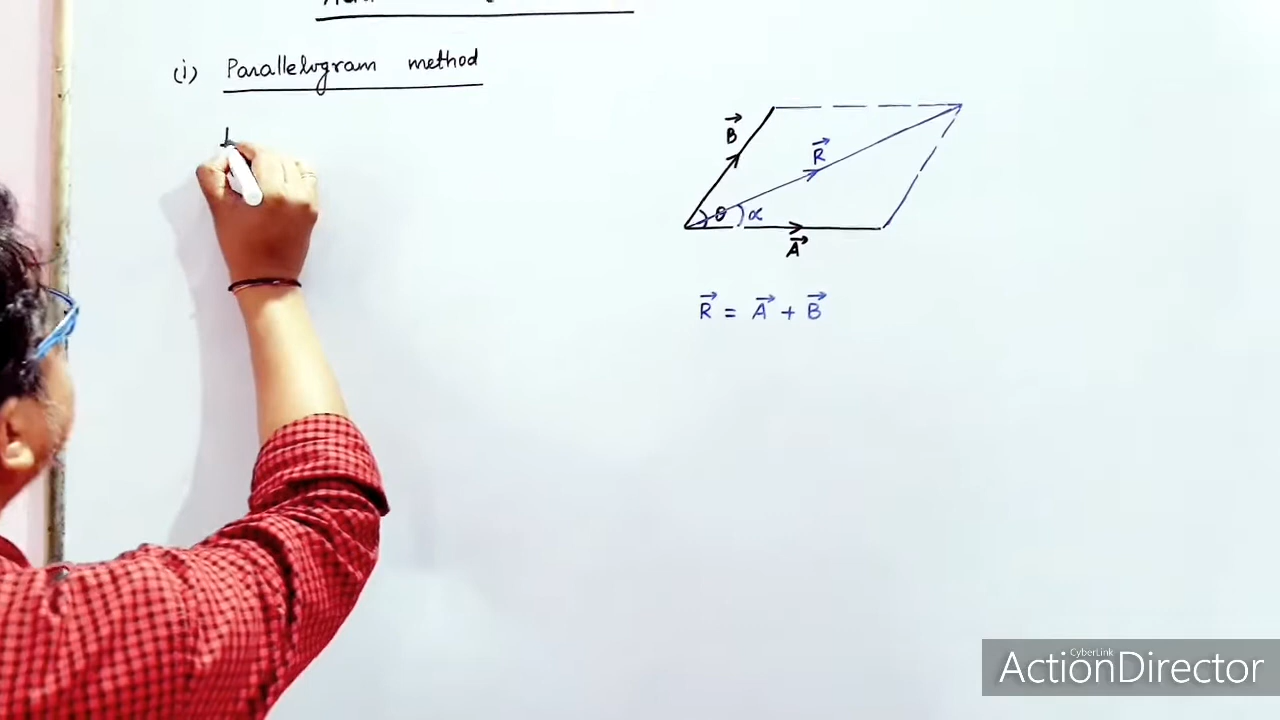 (i) Parallelogram method
B⃗
R⃗
θ α
A⃗
R⃗ = A⃗ + B⃗
CyberLink
ActionDirector